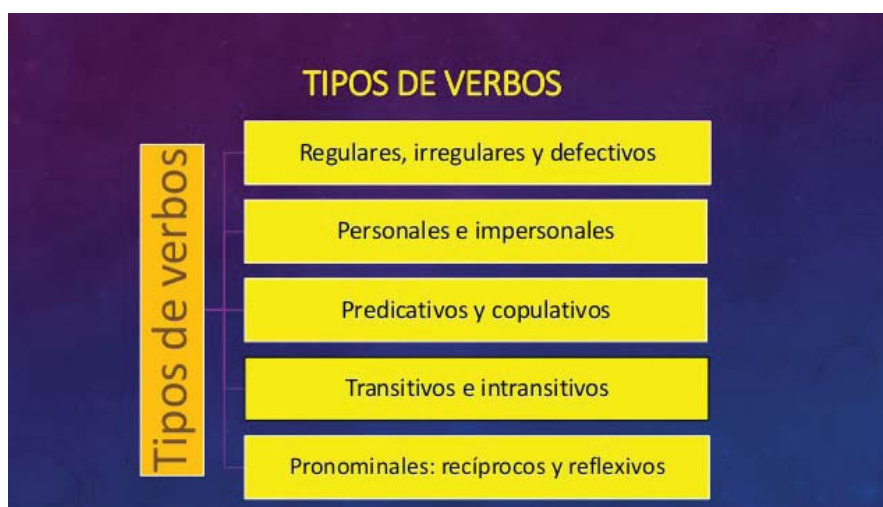 TIPOS DE VERBOS
Tipos de verbos
Regulares, irregulares y defectivos
Personales e impersonales
Predicativos y copulativos
Transitivos e intransitivos
Pronominales: recíprocos y reflexivos